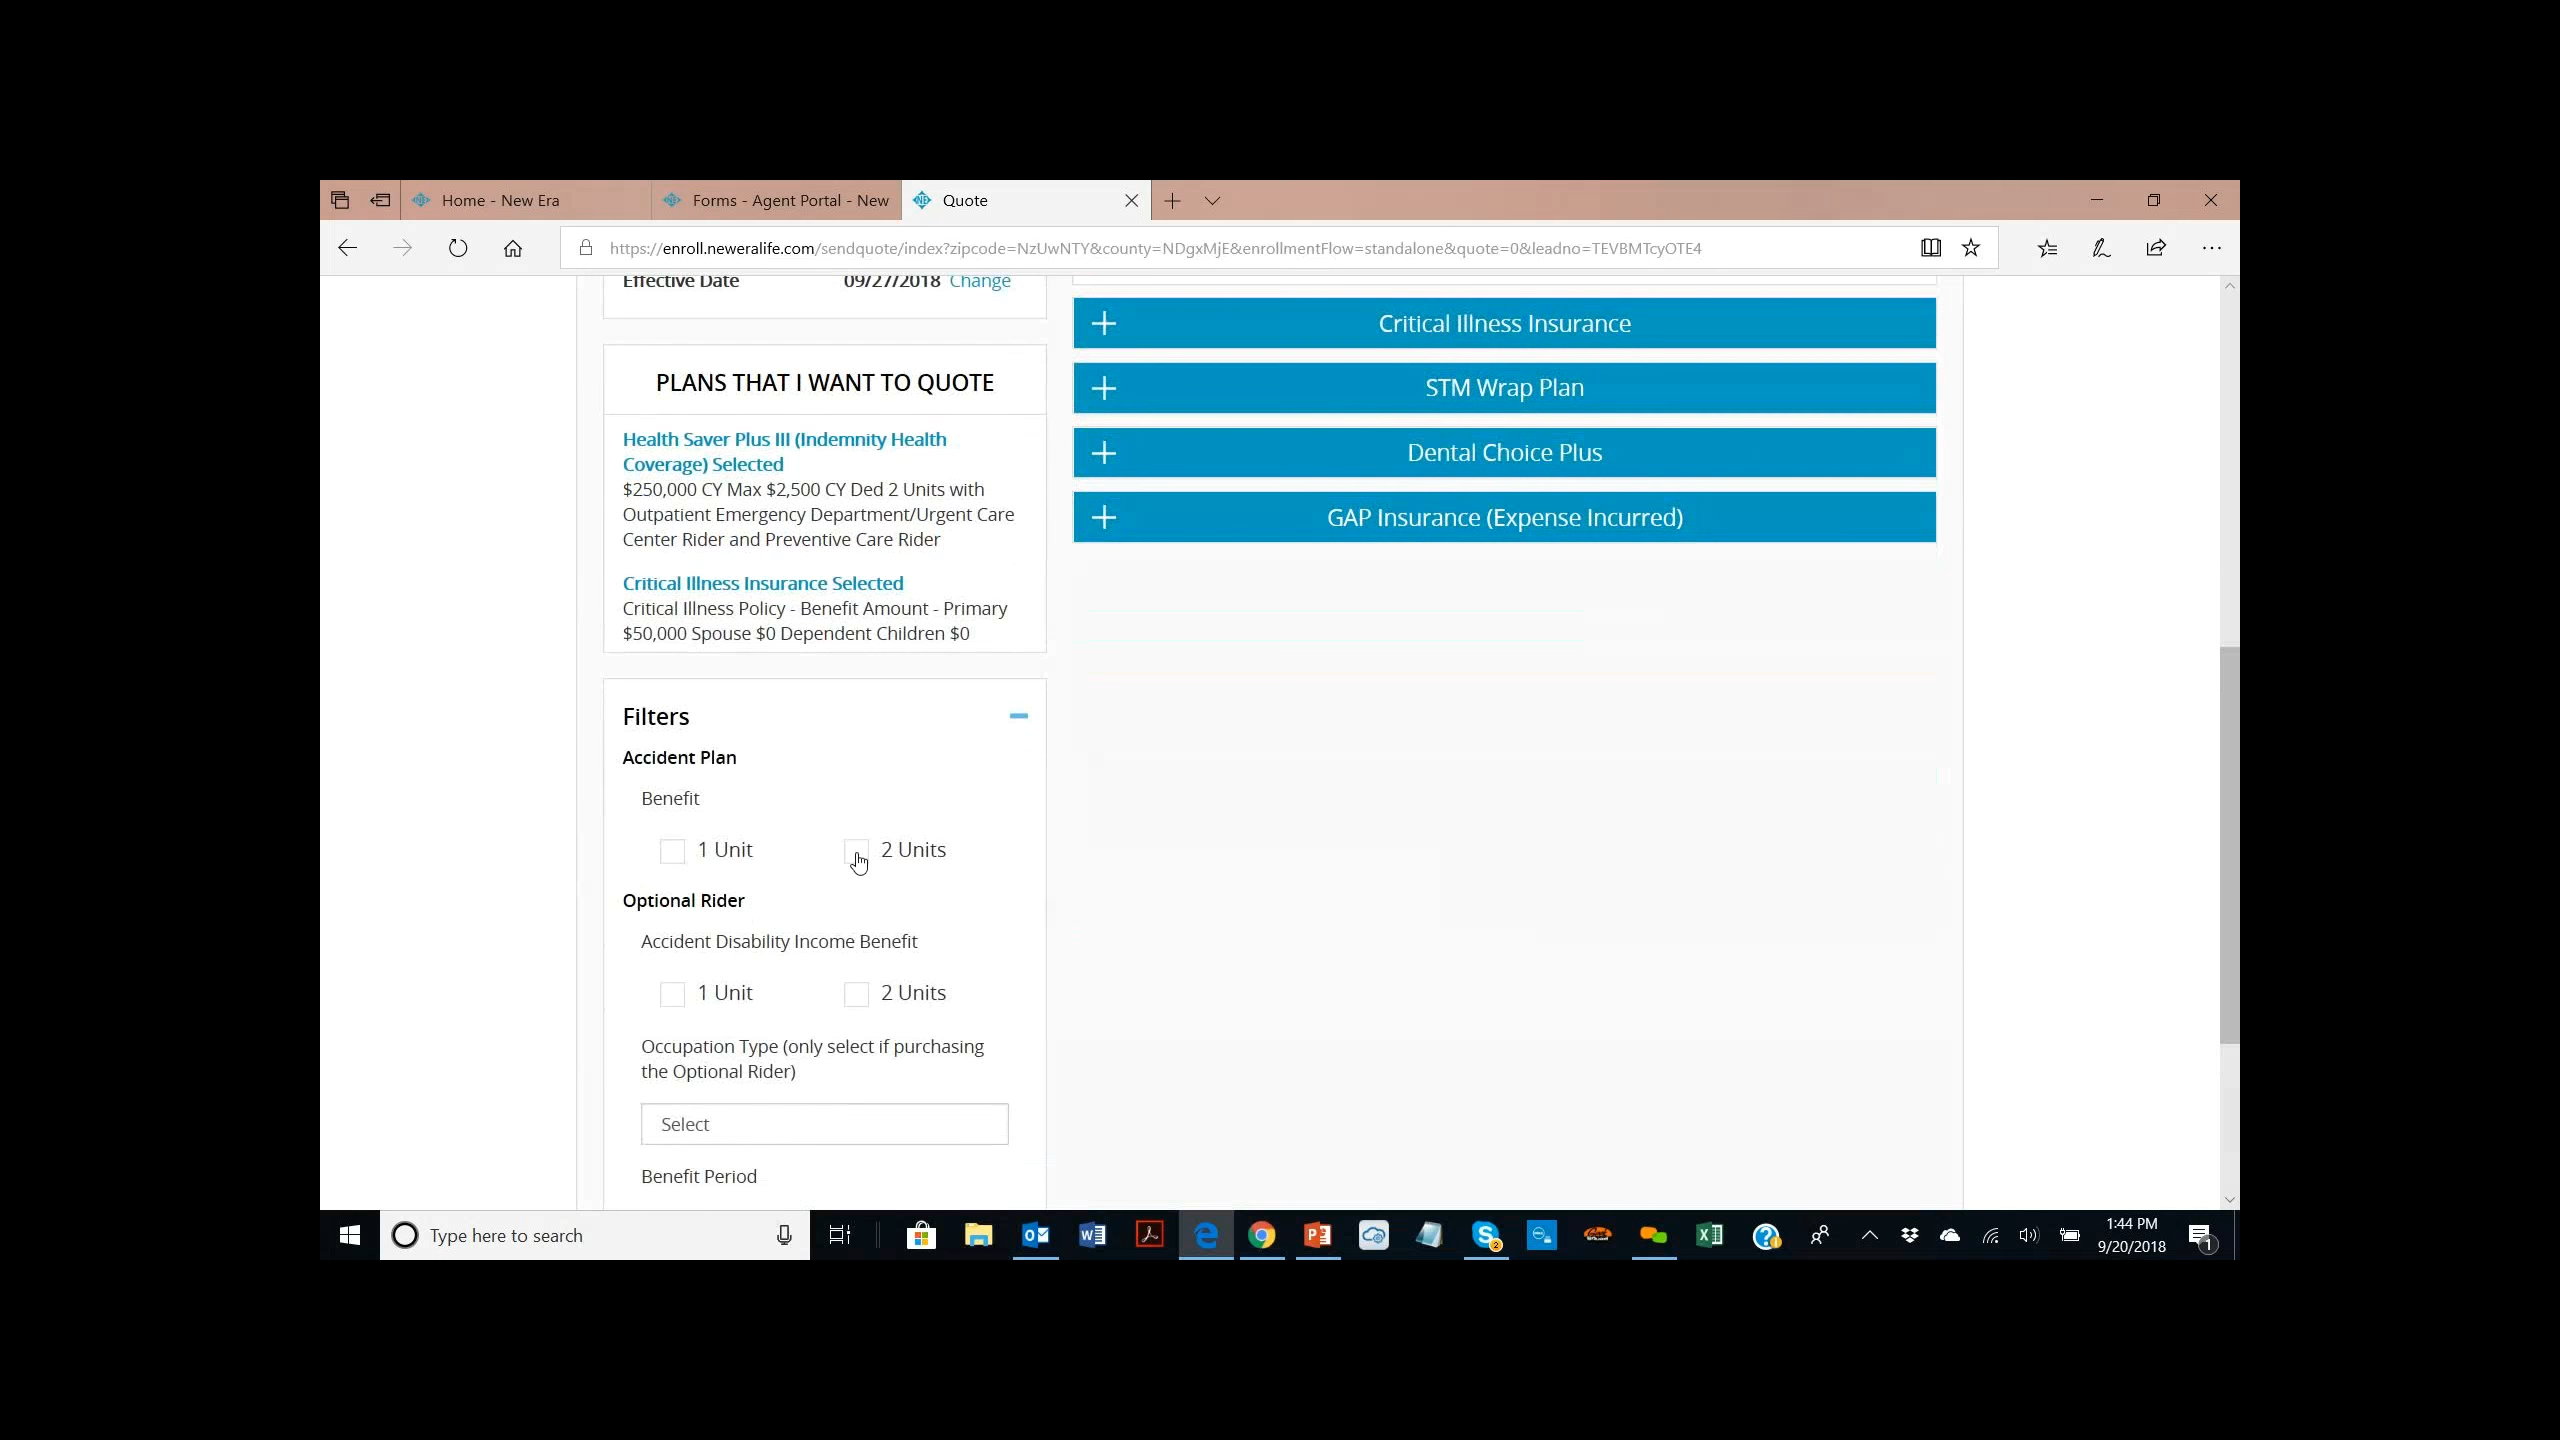 Home - New Era
Forms - Agent Portal - New
Quote
https://enroll.neweralife.com/sendquote/index?zipcode=NzUwNTY&county=NDgxMjE&enrollmentFlow=standalone&quote=0&leadno=TEVBMTcyOTE4
Effective Date 09/27/2018 Change
PLANS THAT I WANT TO QUOTE
Health Saver Plus III (Indemnity Health
Coverage) Selected
$250,000 CY Max $2,500 CY Ded 2 Units with
Outpatient Emergency Department/Urgent Care
Center Rider and Preventive Care Rider
Critical Illness Insurance Selected
Critical Illness Policy - Benefit Amount - Primary
$50,000 Spouse $0 Dependent Children $0
Filters
Accident Plan
Benefit
1 Unit
2 Units
Optional Rider
Accident Disability Income Benefit
1 Unit
2 Units
Occupation Type (only select if purchasing
the Optional Rider)
Select
Benefit Period
Critical Illness Insurance
STM Wrap Plan
Dental Choice Plus
GAP Insurance (Expense Incurred)
Type here to search
1:44 PM
9/20/2018